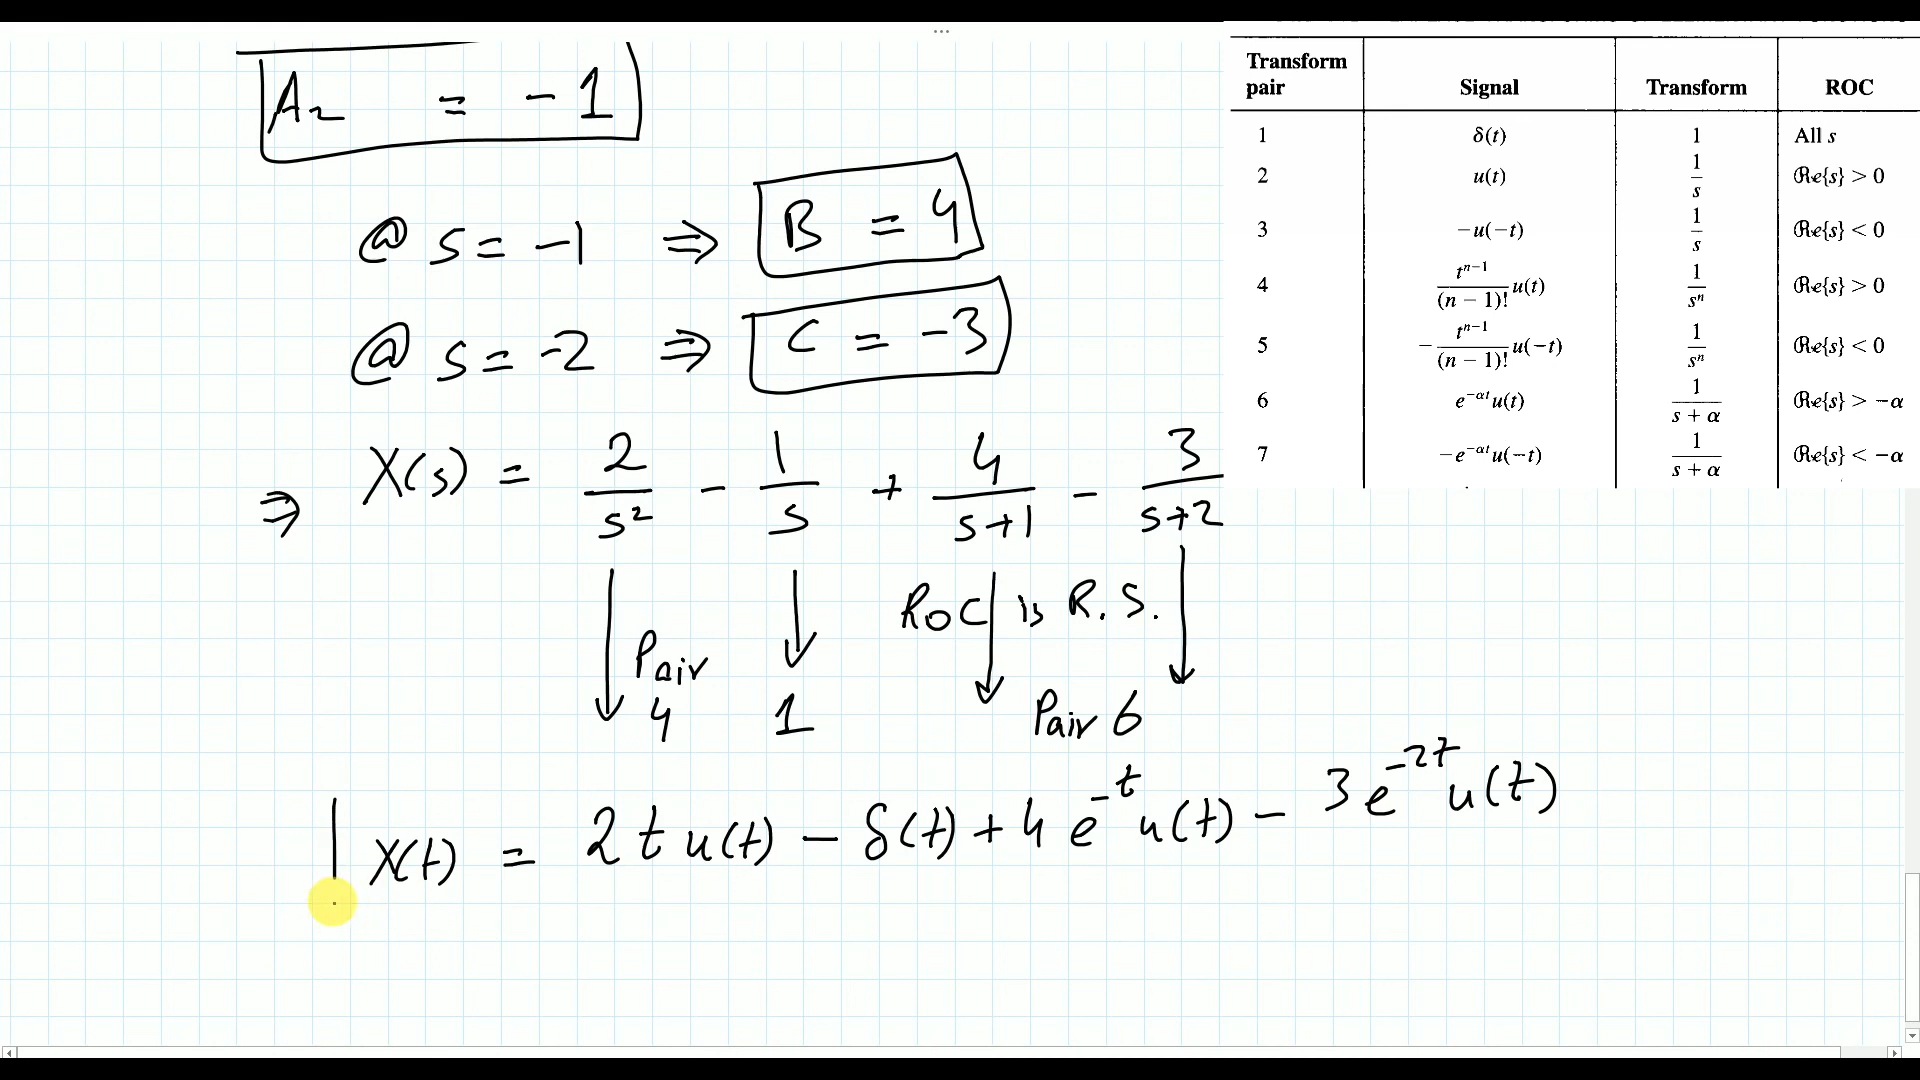 A₂ = -1
@ s = -1 ⇒ B = 4
@ s = -2 ⇒ C = -3
⇒ X(s) = 2/s² - 1/s + 4/(s+1) - 3/(s+2)
ROC is R.S.
Pair 4
1
Pair 6
X(t) = 2 t u(t) - δ(t) + 4 e^{-t} u(t) - 3 e^{-2t} u(t)
Transform pair Signal Transform ROC
1 δ(t) 1 All s
2 u(t) 1/s ℛe{s} > 0
3 -u(-t) 1/s ℛe{s} < 0
4 t^{n-1}/(n - 1)! u(t) 1/sⁿ ℛe{s} > 0
5 -t^{n-1}/(n - 1)! u(-t) 1/sⁿ ℛe{s} < 0
6 e^{-αt}u(t) 1/(s + α) ℛe{s} > -α
7 -e^{-αt}u(-t) 1/(s + α) ℛe{s} < -α